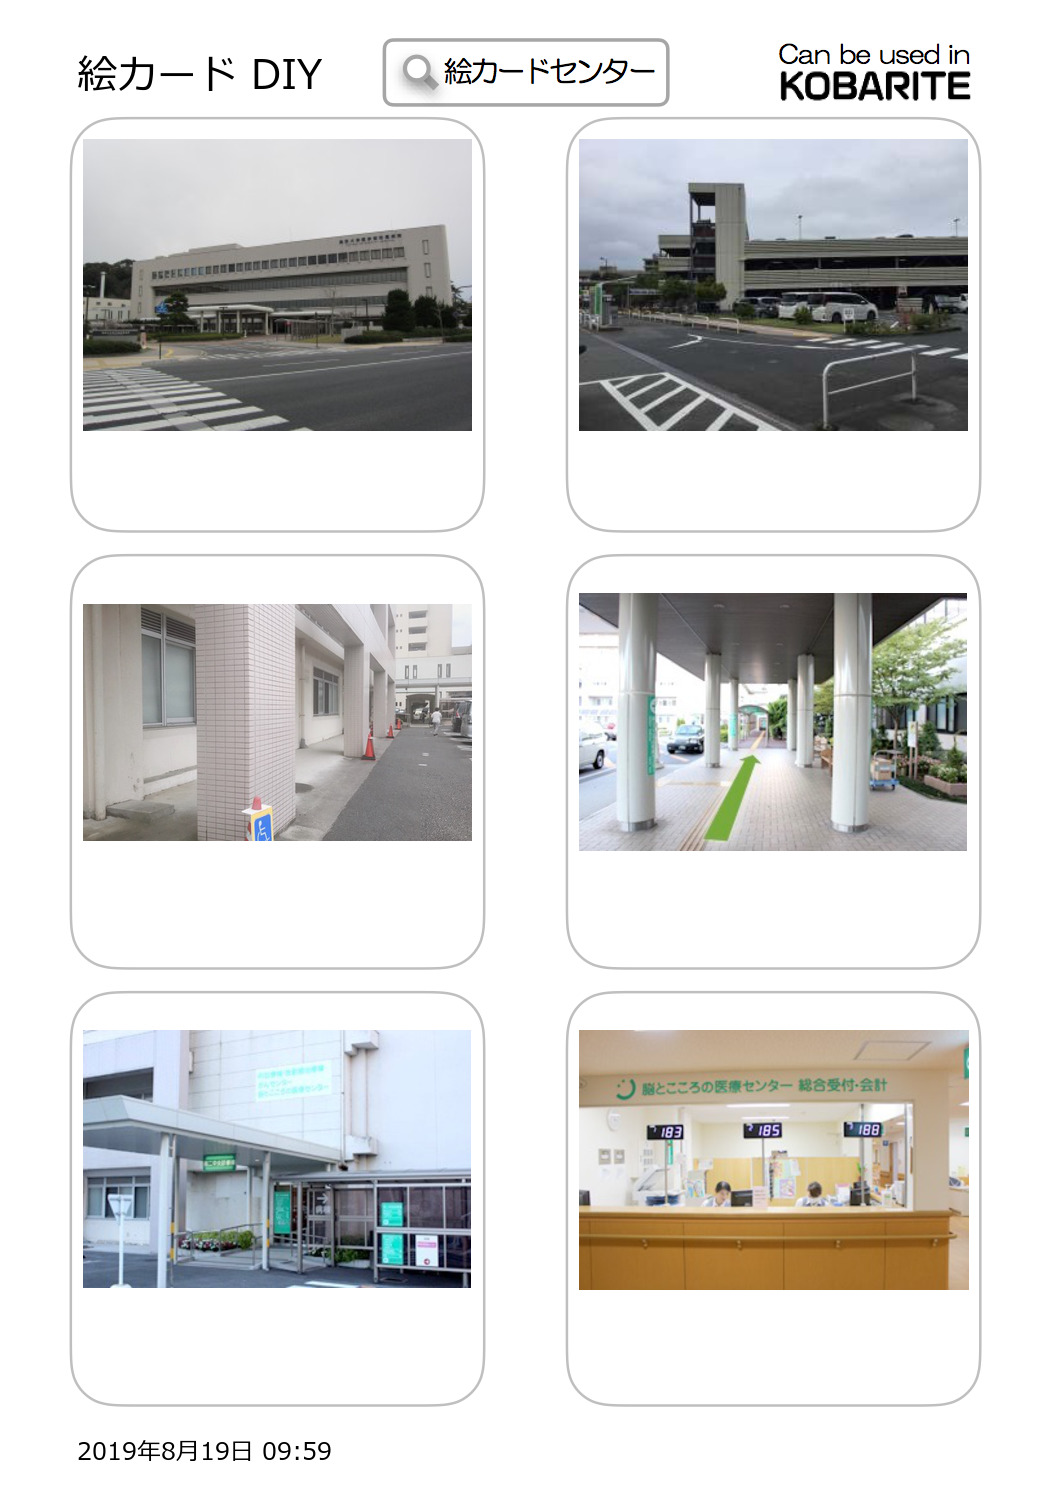 絵カード DIY
絵カードセンター
Can be used in
KOBARITE
脳とこころの医療センター 総合受付・会計
183
185
188
2019年8月19日 09:59